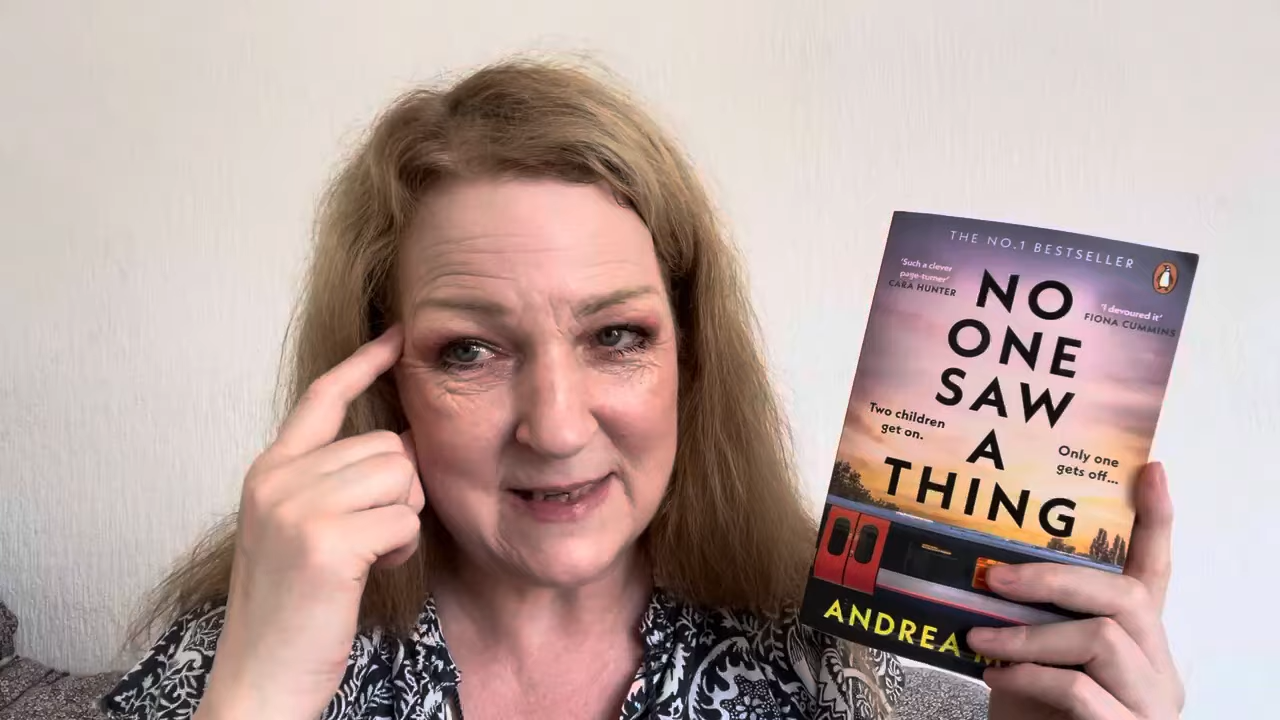 THE NO.1 BESTSELLER
'Such a clever
page-turner'
CARA HUNTER
'I devoured it'
FIONA CUMMINS
NO
ONE
SAW
A
THING
Two children
get on.
Only one
gets off...
ANDREA